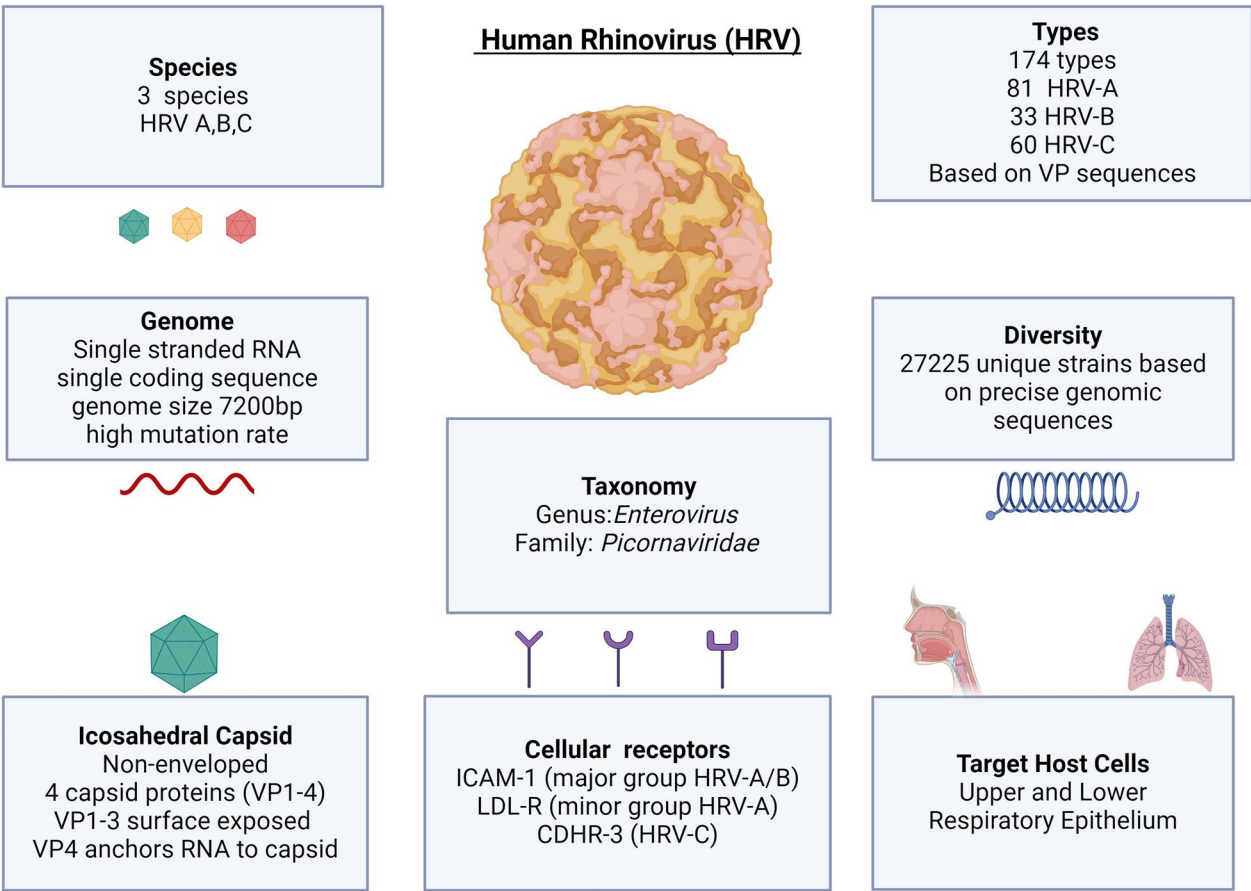 Human Rhinovirus (HRV)
Species
3 species
HRV A,B,C
Types
174 types
81 HRV-A
33 HRV-B
60 HRV-C
Based on VP sequences
Genome
Single stranded RNA
single coding sequence
genome size 7200bp
high mutation rate
Diversity
27225 unique strains based
on precise genomic
sequences
Taxonomy
Genus:Enterovirus
Family: Picornaviridae
Icosahedral Capsid
Non-enveloped
4 capsid proteins (VP1-4)
VP1-3 surface exposed
VP4 anchors RNA to capsid
Cellular receptors
ICAM-1 (major group HRV-A/B)
LDL-R (minor group HRV-A)
CDHR-3 (HRV-C)
Target Host Cells
Upper and Lower
Respiratory Epithelium